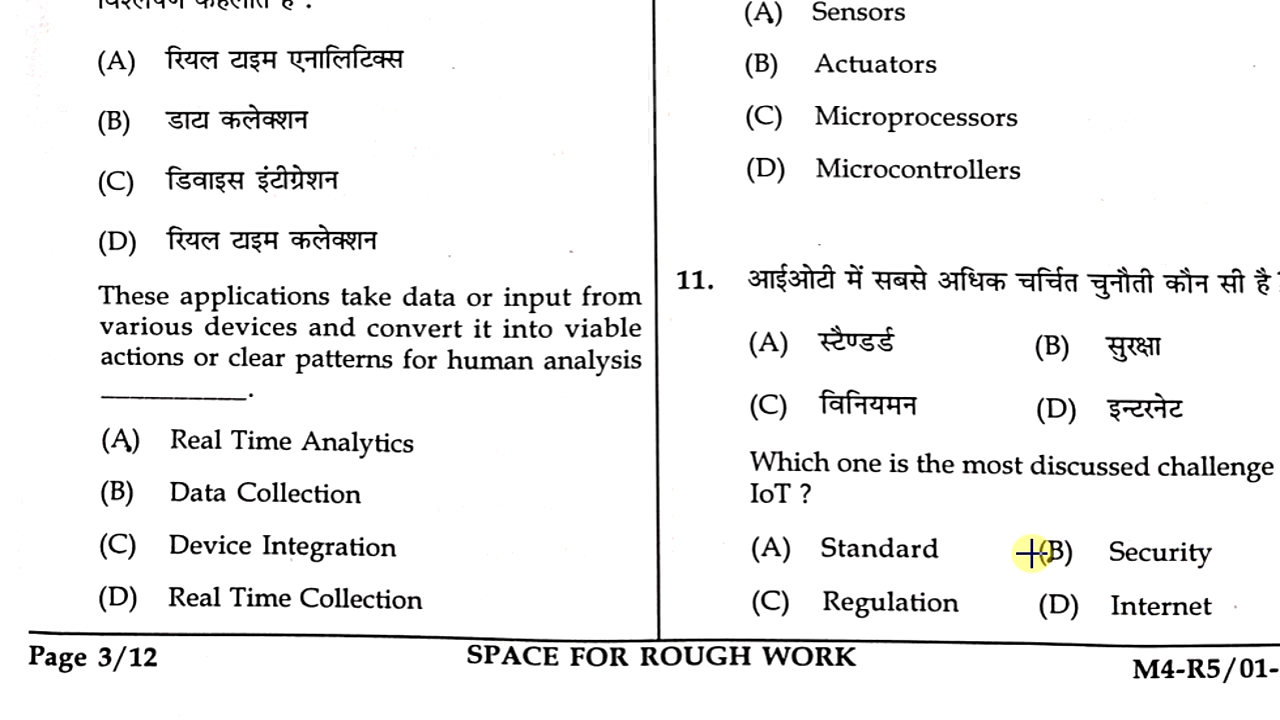 (A) रियल टाइम एनालिटिक्स
(B) डाटा कलेक्शन
(C) डिवाइस इंटीग्रेशन
(D) रियल टाइम कलेक्शन
These applications take data or input from
various devices and convert it into viable
actions or clear patterns for human analysis
__________.
(A) Real Time Analytics
(B) Data Collection
(C) Device Integration
(D) Real Time Collection
(A) Sensors
(B) Actuators
(C) Microprocessors
(D) Microcontrollers
11. आईओटी में सबसे अधिक चर्चित चुनौती कौन सी है ?
(A) स्टैण्डर्ड (B) सुरक्षा
(C) विनियमन (D) इन्टरनेट
Which one is the most discussed challenge
IoT ?
(A) Standard (B) Security
(C) Regulation (D) Internet
Page 3/12 SPACE FOR ROUGH WORK M4-R5/01-